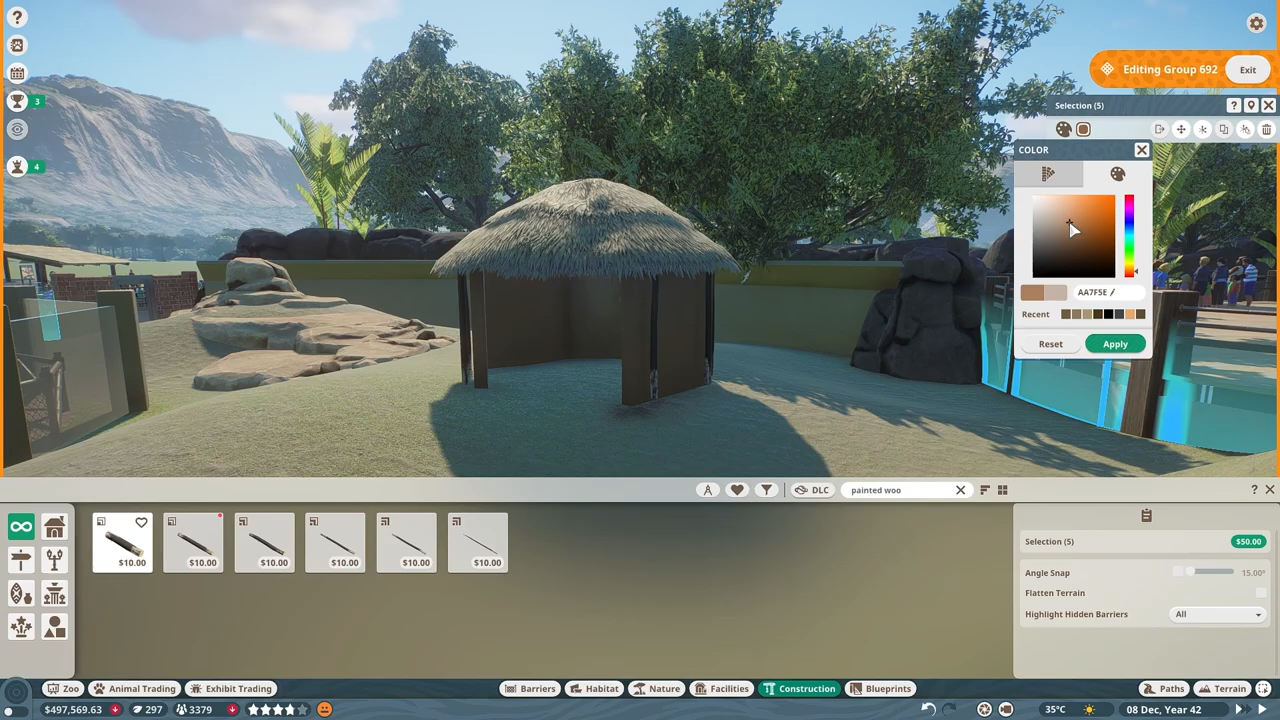 ?
Editing Group 692
Exit
3
Selection (5)
?
COLOR
4
AA7F5E
Recent
Reset
Apply
DLC
painted woo
?
$10.00
$10.00
$10.00
$10.00
$10.00
$10.00
Selection (5)
$50.00
Angle Snap
15.00°
Flatten Terrain
Highlight Hidden Barriers
All
Zoo
Animal Trading
Exhibit Trading
Barriers
Habitat
Nature
Facilities
Construction
Blueprints
Paths
Terrain
$497,569.63
297
3379
35°C
08 Dec, Year 42